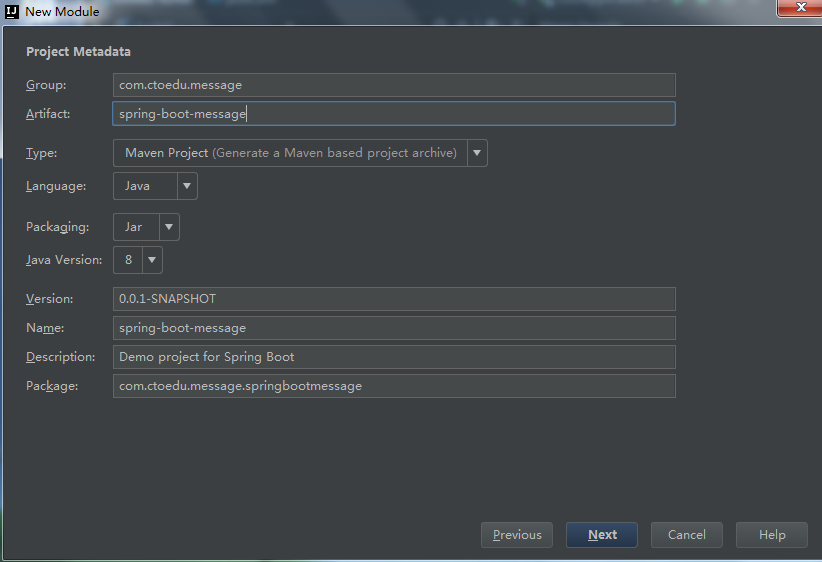 IJ New Module
Project Metadata
Group: com.ctoedu.message
Artifact: spring-boot-message
Type: Maven Project (Generate a Maven based project archive)
Language: Java
Packaging: Jar
Java Version: 8
Version: 0.0.1-SNAPSHOT
Name: spring-boot-message
Description: Demo project for Spring Boot
Package: com.ctoedu.message.springbootmessage
Previous Next Cancel Help